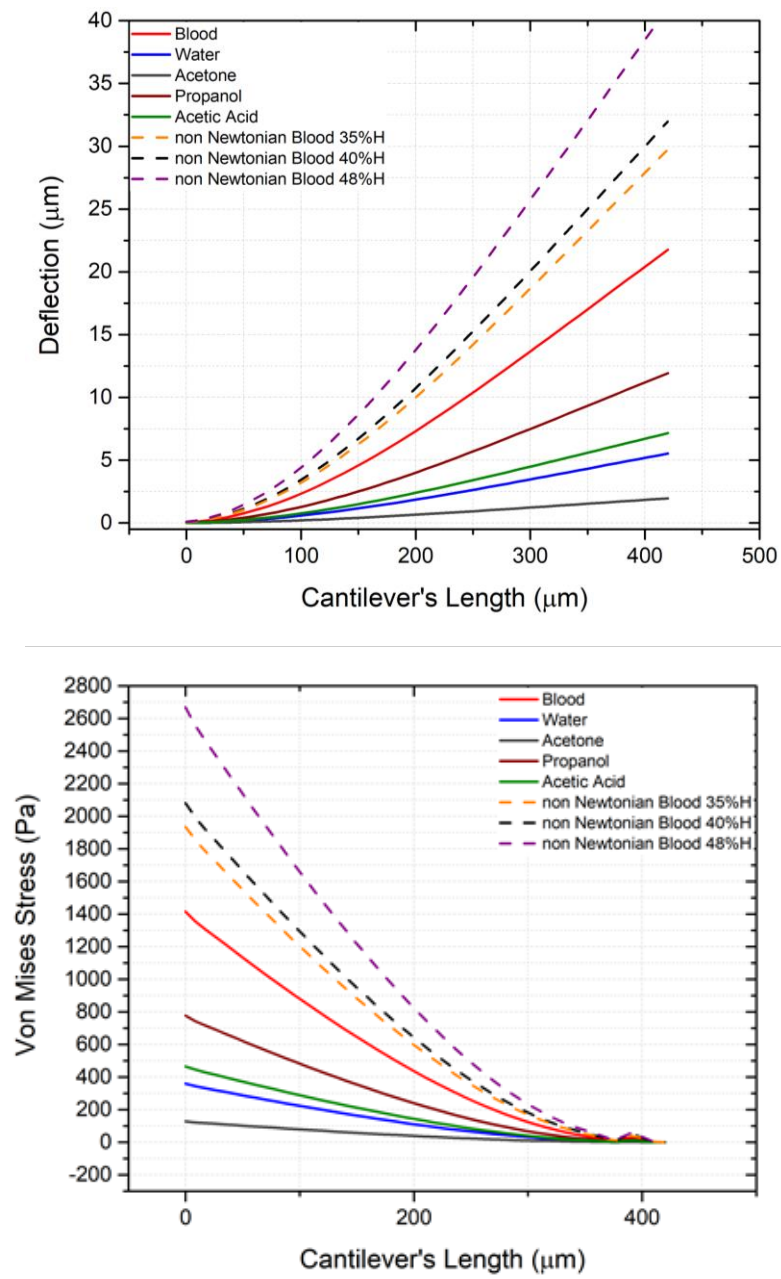 40
35
30
25
20
15
10
5
0
Deflection (μm)
Blood
Water
Acetone
Propanol
Acetic Acid
non Newtonian Blood 35%H
non Newtonian Blood 40%H
non Newtonian Blood 48%H
0 100 200 300 400 500
Cantilever's Length (μm)
2800
2600
2400
2200
2000
1800
1600
1400
1200
1000
800
600
400
200
0
-200
Von Mises Stress (Pa)
Blood
Water
Acetone
Propanol
Acetic Acid
non Newtonian Blood 35%H
non Newtonian Blood 40%H
non Newtonian Blood 48%H
0 200 400
Cantilever's Length (μm)